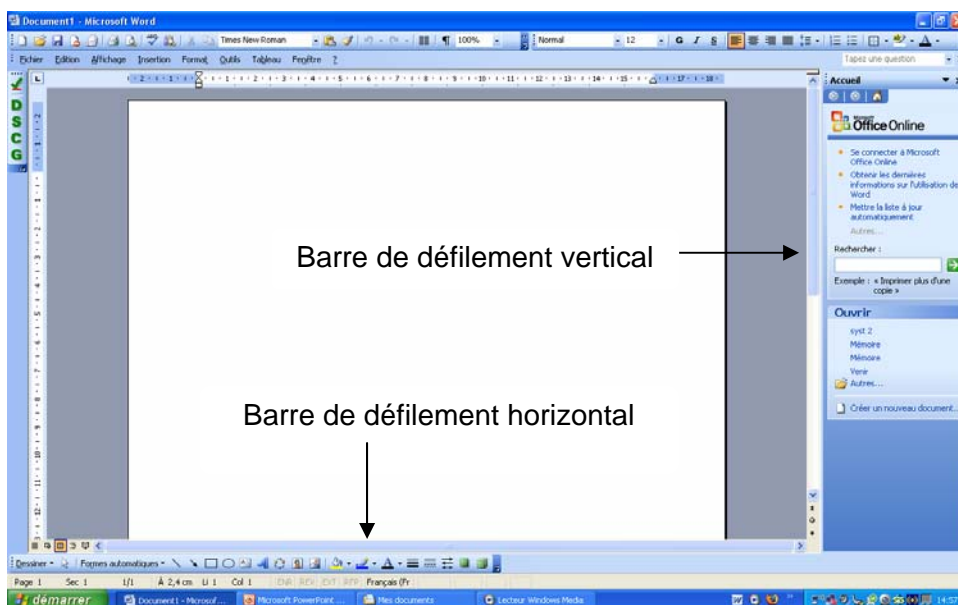 Document1 - Microsoft Word
Times New Roman 100% Normal 12 G I S
Fichier Edition Affichage Insertion Format Outils Tableau Fenêtre ?
Tapez une question
Accueil
D
S
C
G
Microsoft
Office Online
Se connecter à Microsoft
Office Online
Obtenir les dernières
informations sur l'utilisation de
Word
Mettre la liste à jour
automatiquement
Autres...
Rechercher :
Exemple : « Imprimer plus d'une
copie »
Barre de défilement vertical
Ouvrir
syst 2
Mémoire
Mémoire
Venir
Autres...
Créer un nouveau document...
Barre de défilement horizontal
Dessiner Formes automatiques
Page 1 Sec 1 1/1 À 2,4 cm Li 1 Col 1 ENR REV EXT RFP Français (Fr
démarrer Document1 - Microsof... Microsoft PowerPoint ... Mes documents Lecteur Windows Media 14:57